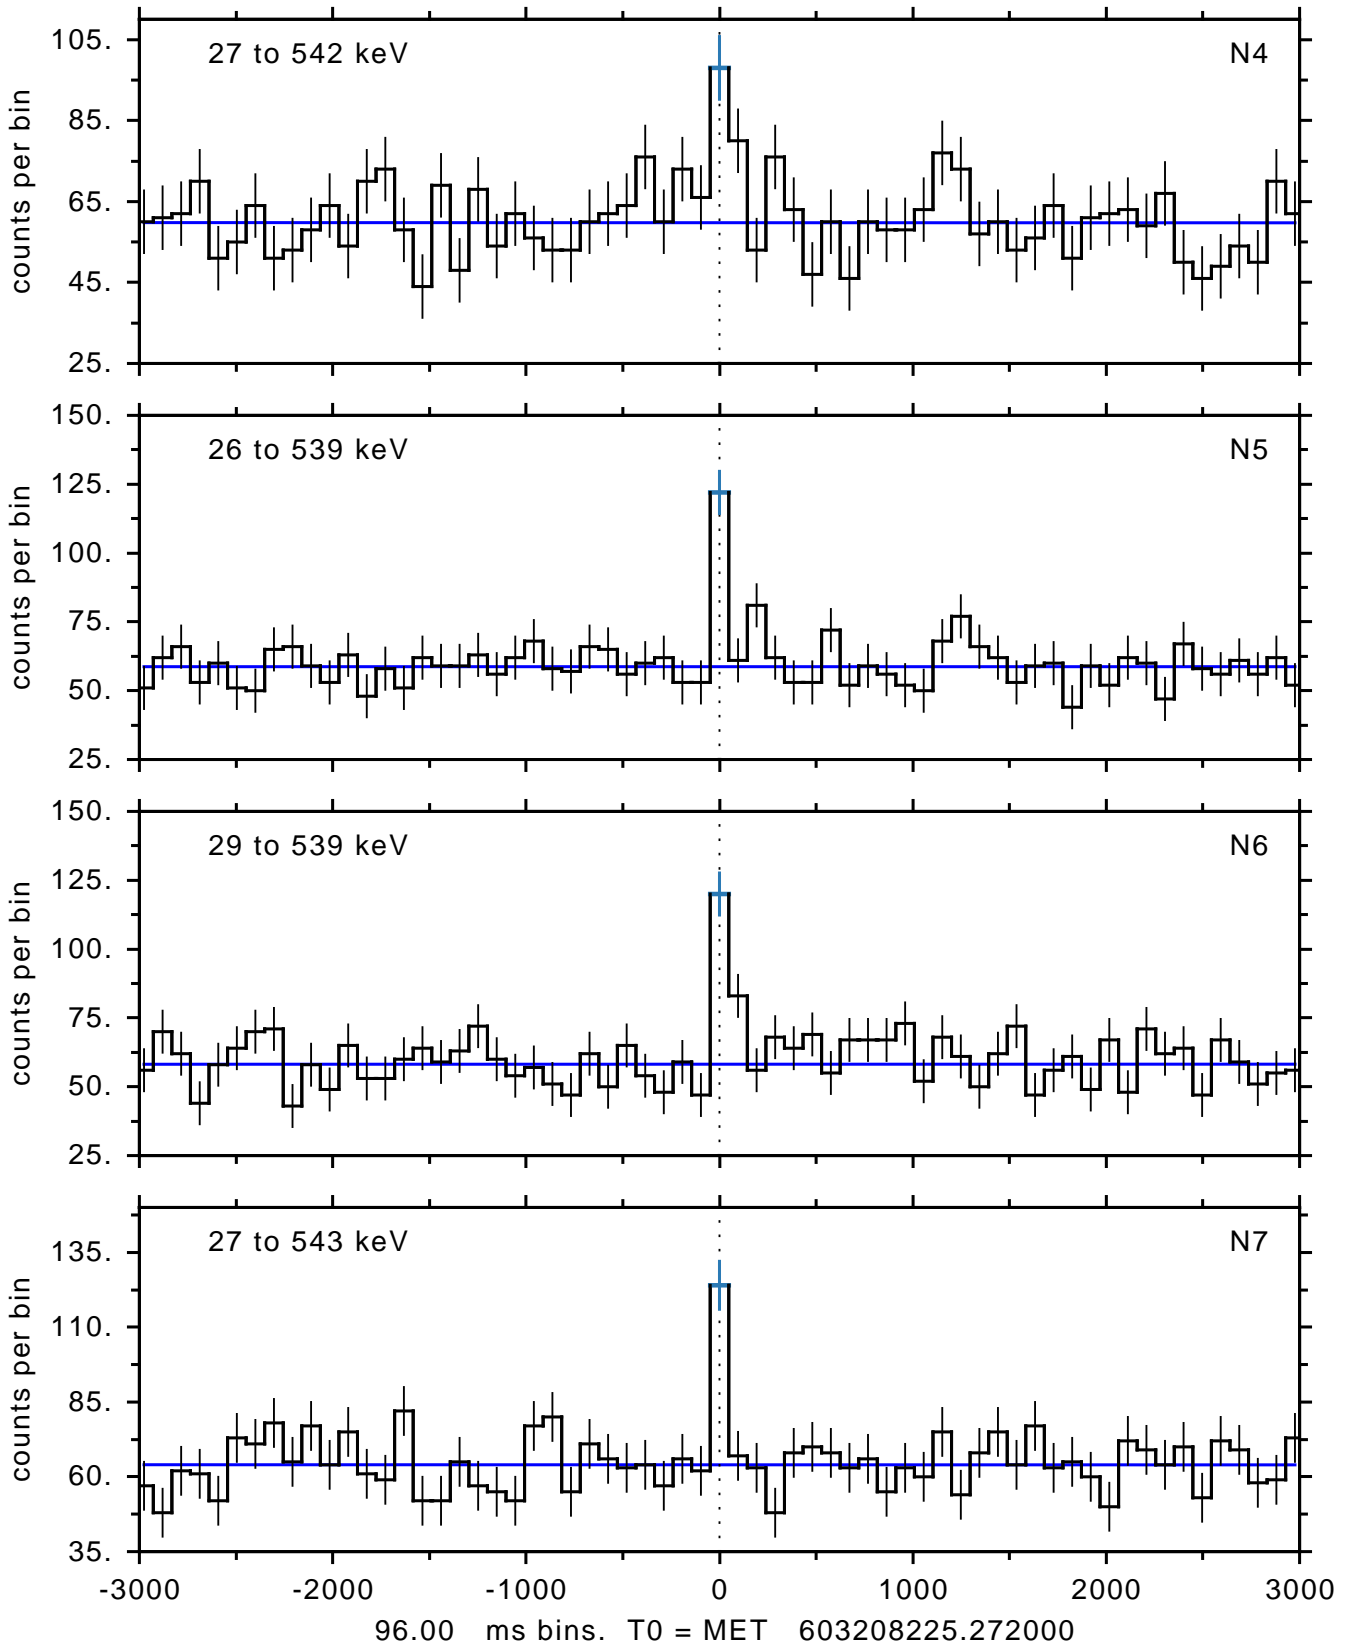 27 to 542 keV N4
105.
85.
65.
45.
25.
counts per bin
26 to 539 keV N5
150.
125.
100.
75.
50.
25.
counts per bin
29 to 539 keV N6
150.
125.
100.
75.
50.
25.
counts per bin
27 to 543 keV N7
135.
110.
85.
60.
35.
counts per bin
-3000 -2000 -1000 0 1000 2000 3000
96.00 ms bins. T0 = MET 603208225.272000